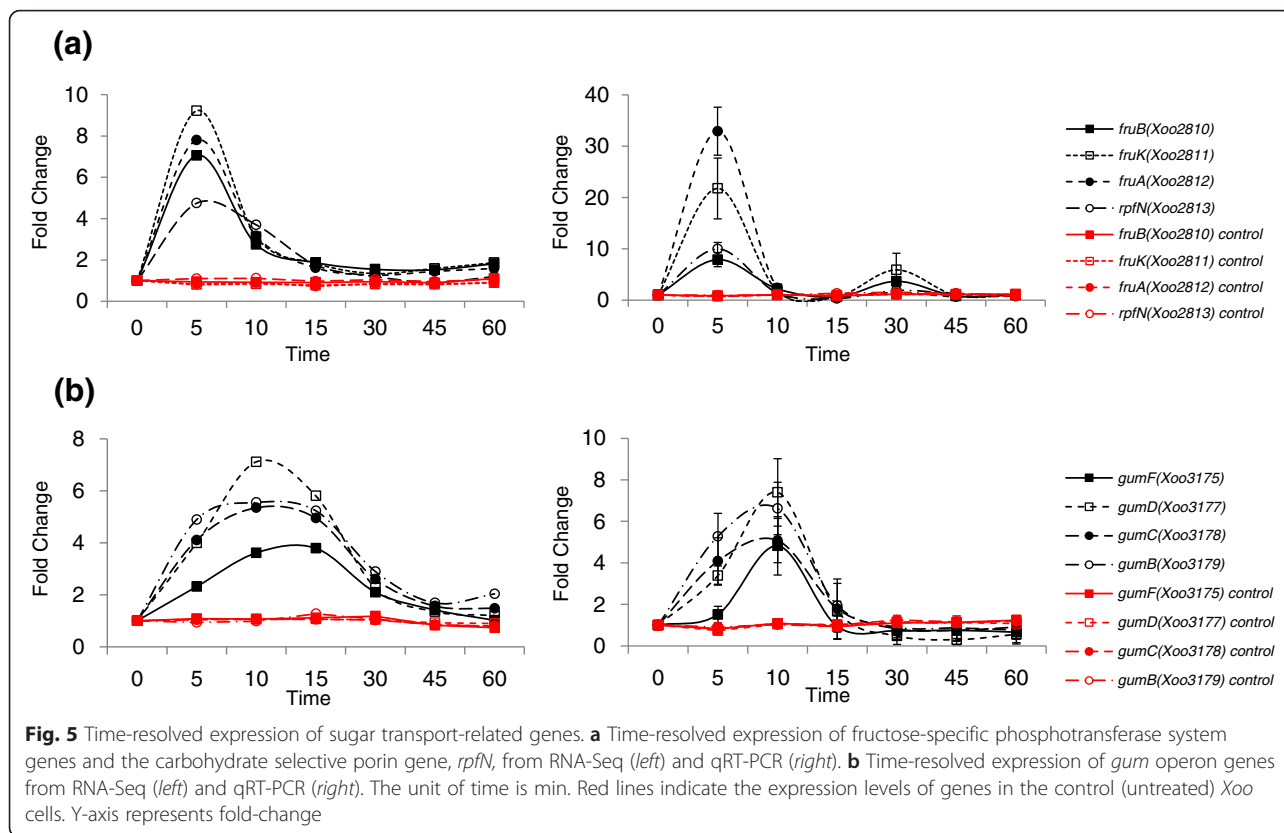 (a)
10
8
6
4
2
0
Fold Change
0 5 10 15 30 45 60
Time
40
30
20
10
0
Fold Change
0 5 10 15 30 45 60
Time
fruB(Xoo2810)
fruK(Xoo2811)
fruA(Xoo2812)
rpfN(Xoo2813)
fruB(Xoo2810) control
fruK(Xoo2811) control
fruA(Xoo2812) control
rpfN(Xoo2813) control
(b)
8
6
4
2
0
Fold Change
0 5 10 15 30 45 60
Time
10
8
6
4
2
0
Fold Change
0 5 10 15 30 45 60
Time
gumF(Xoo3175)
gumD(Xoo3177)
gumC(Xoo3178)
gumB(Xoo3179)
gumF(Xoo3175) control
gumD(Xoo3177) control
gumC(Xoo3178) control
gumB(Xoo3179) control
Fig. 5 Time-resolved expression of sugar transport-related genes. a Time-resolved expression of fructose-specific phosphotransferase system
genes and the carbohydrate selective porin gene, rpfN, from RNA-Seq (left) and qRT-PCR (right). b Time-resolved expression of gum operon genes
from RNA-Seq (left) and qRT-PCR (right). The unit of time is min. Red lines indicate the expression levels of genes in the control (untreated) Xoo
cells. Y-axis represents fold-change